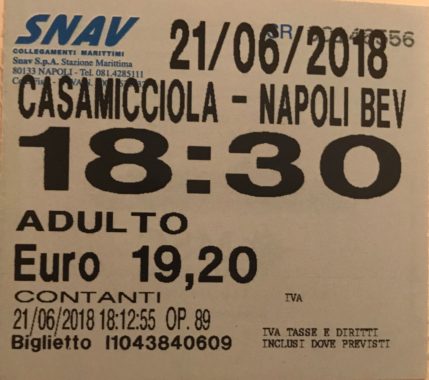 SNAV
COLLEGAMENTI MARITTIMI
Snav S.p.A. Stazione Marittima
80133 NAPOLI - Tel. 081.4285111
21/06/2018
CASAMICCIOLA - NAPOLI BEV
18:30
ADULTO
Euro 19,20
CONTANTI
IVA
21/06/2018 18:12:55 OP. 89
Biglietto I1043840609
IVA TASSE E DIRITTI
INCLUSI DOVE PREVISTI